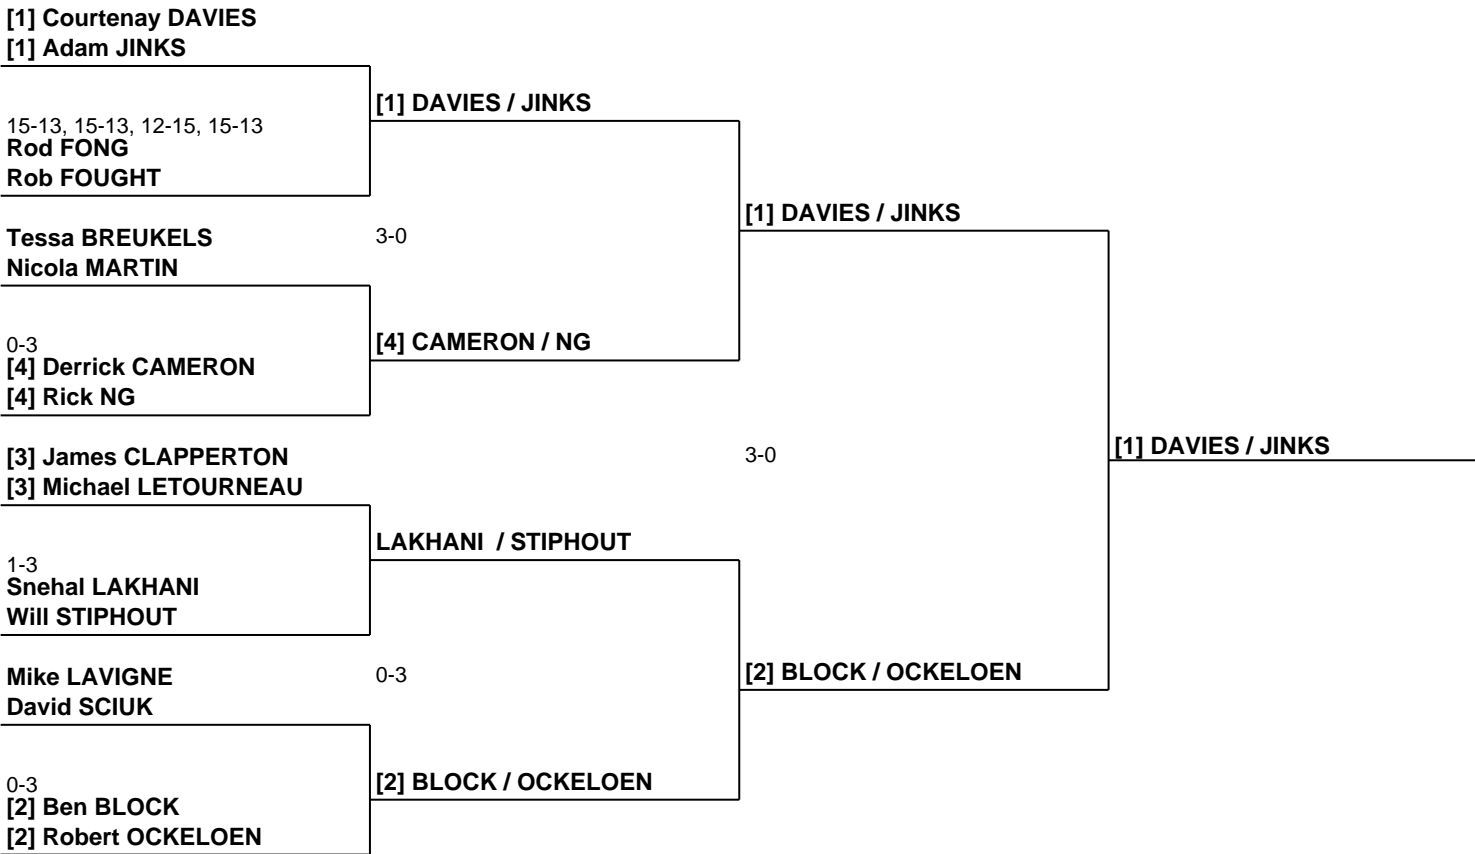 [1] Courtenay DAVIES
[1] Adam JINKS
[1] DAVIES / JINKS
15-13, 15-13, 12-15, 15-13
Rod FONG
Rob FOUGHT
[1] DAVIES / JINKS
Tessa BREUKELS
3-0
Nicola MARTIN
[4] CAMERON / NG
0-3
[4] Derrick CAMERON
[4] Rick NG
[1] DAVIES / JINKS
[3] James CLAPPERTON
3-0
[3] Michael LETOURNEAU
LAKHANI / STIPHOUT
1-3
Snehal LAKHANI
Will STIPHOUT
[2] BLOCK / OCKELOEN
Mike LAVIGNE
0-3
David SCIUK
[2] BLOCK / OCKELOEN
0-3
[2] Ben BLOCK
[2] Robert OCKELOEN